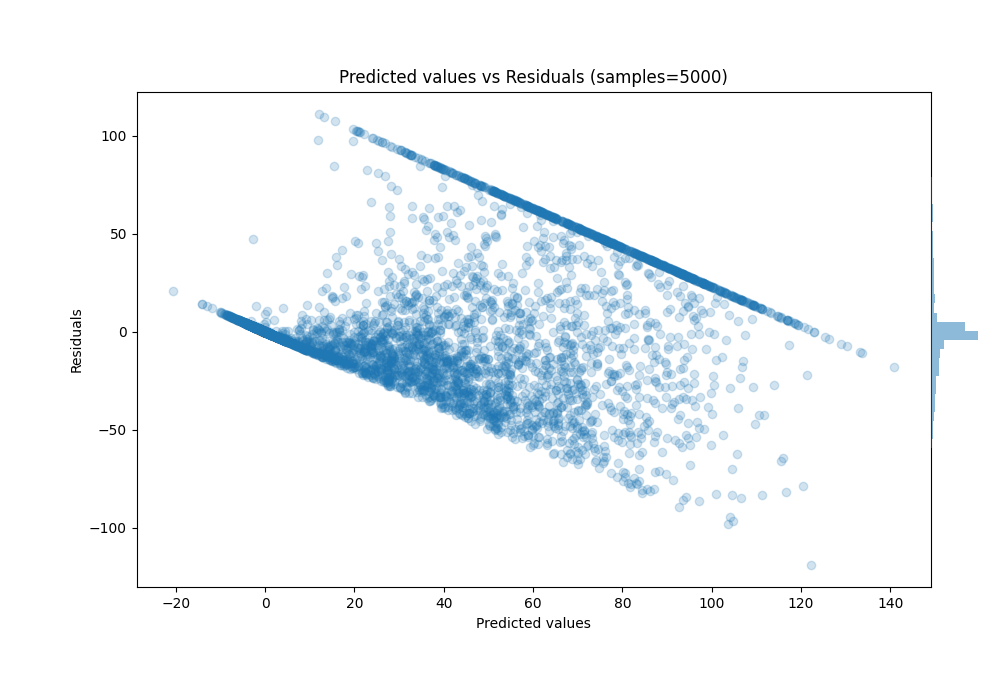 Predicted values vs Residuals (samples=5000)
100
50
0
−50
−100
Residuals
−20 0 20 40 60 80 100 120 140
Predicted values